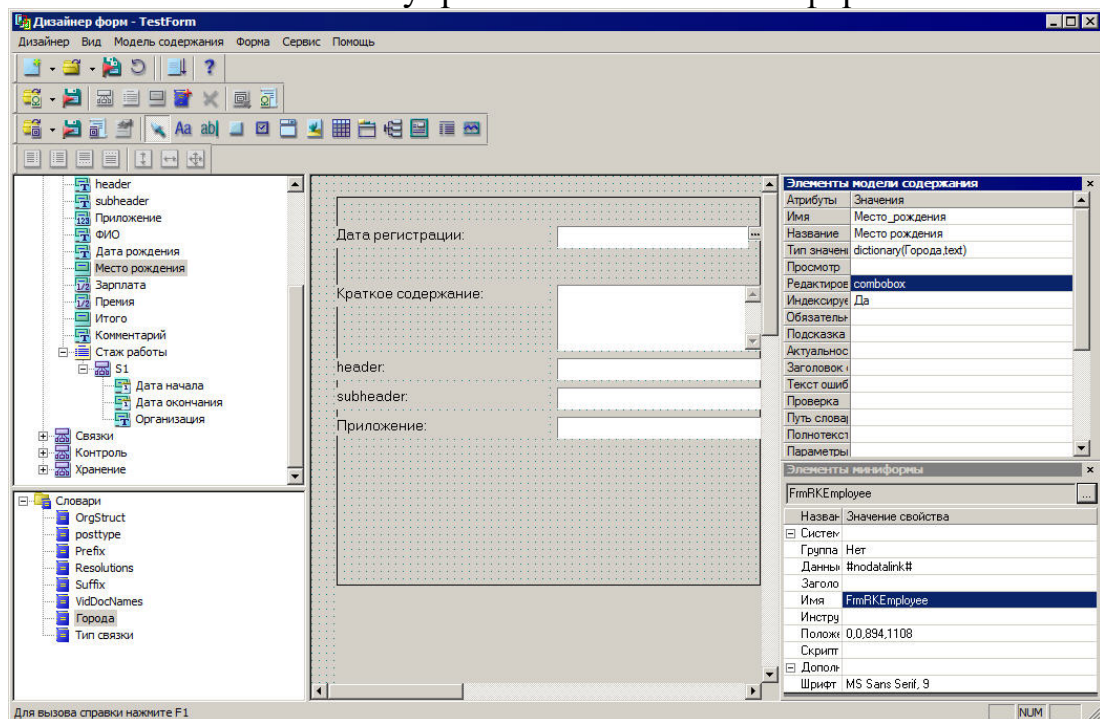 Дизайнер форм - TestForm
Дизайнер Вид Модель содержания Форма Сервис Помощь
header
subheader
Приложение
ФИО
Дата рождения
Место рождения
Зарплата
Премия
Итого
Комментарий
Стаж работы
S1
Дата начала
Дата окончания
Организация
Связки
Контроль
Хранение
Словари
OrgStruct
posttype
Prefix
Resolutions
Suffix
VidDocNames
Города
Тип связки
Дата регистрации:
Краткое содержание:
header:
subheader:
Приложение:
Элементы модели содержания
Атрибуты Значения
Имя Место_рождения
Название Место рождения
Тип значени dictionary(Города,text)
Просмотр
Редактиров combobox
Индексируе Да
Обязательн
Подсказка
Актуальнос
Заголовок
Текст ошиб
Проверка
Путь словар
Полнотекст
Параметры
Элементы миниформы
FrmRKEmployee ...
Назван Значение свойства
Систем
Группа Нет
Данны #nodatalink#
Заголо
Имя FrmRKEmployee
Инстру
Положе 0,0,894,1108
Скрипт
Дополн
Шрифт MS Sans Serif, 9
Для вызова справки нажмите F1 NUM